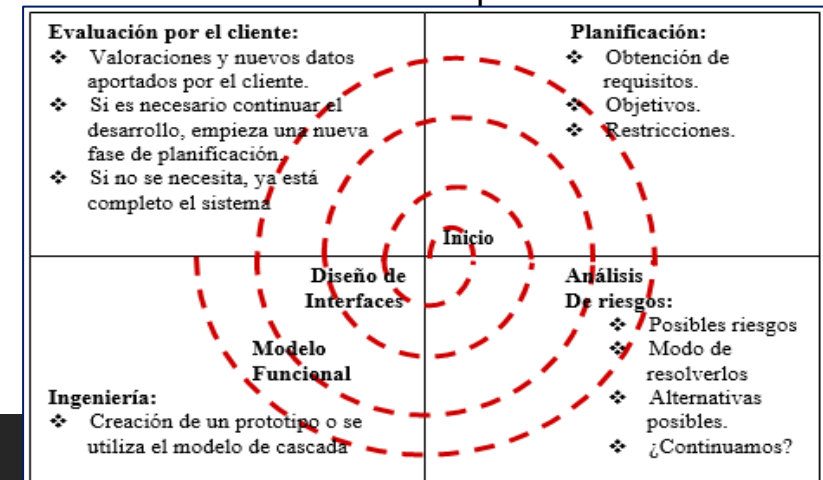 Evaluación por el cliente:
❖ Valoraciones y nuevos datos
aportados por el cliente.
❖ Si es necesario continuar el
desarrollo, empieza una nueva
fase de planificación.
❖ Si no se necesita, ya está
completo el sistema
Planificación:
❖ Obtención de
requisitos.
❖ Objetivos.
❖ Restricciones.
Inicio
Diseño de
Interfaces
Modelo
Funcional
Ingeniería:
❖ Creación de un prototipo o se
utiliza el modelo de cascada
Análisis
De riesgos:
❖ Posibles riesgos
❖ Modo de
resolverlos
❖ Alternativas
posibles.
❖ ¿Continuamos?